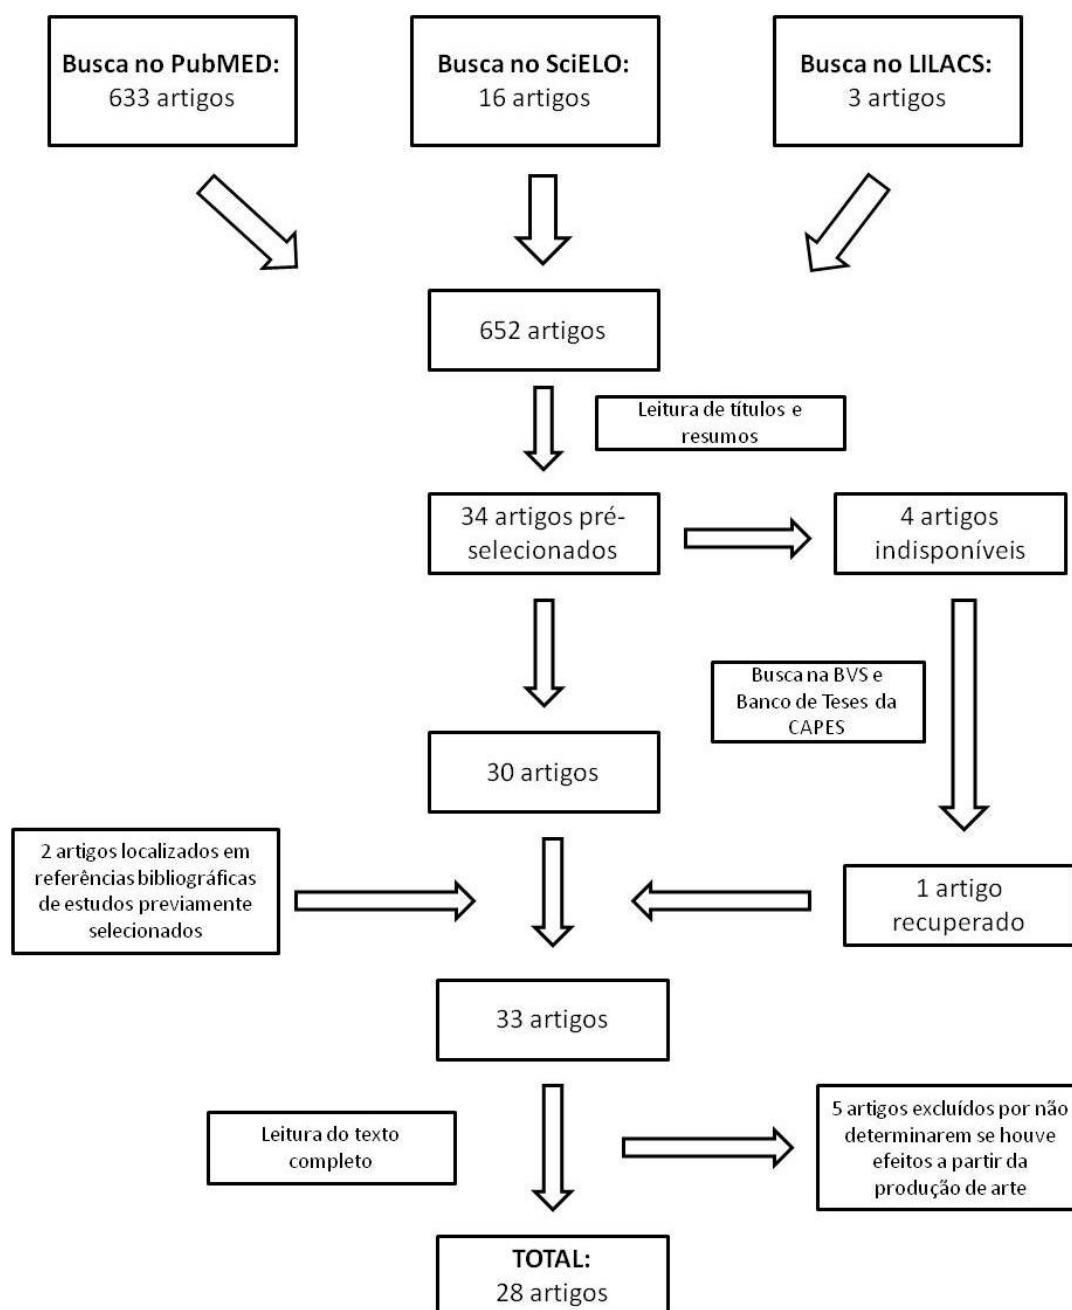 Busca no PubMED:
633 artigos
Busca no SciELO:
16 artigos
Busca no LILACS:
3 artigos
652 artigos
Leitura de títulos e
resumos
34 artigos pré-
selecionados
4 artigos
indisponíveis
Busca na BVS e
Banco de Teses da
CAPES
30 artigos
2 artigos localizados em
referências bibliográficas
de estudos previamente
selecionados
1 artigo
recuperado
33 artigos
Leitura do texto
completo
5 artigos excluídos por não
determinarem se houve
efeitos a partir da
produção de arte
TOTAL:
28 artigos